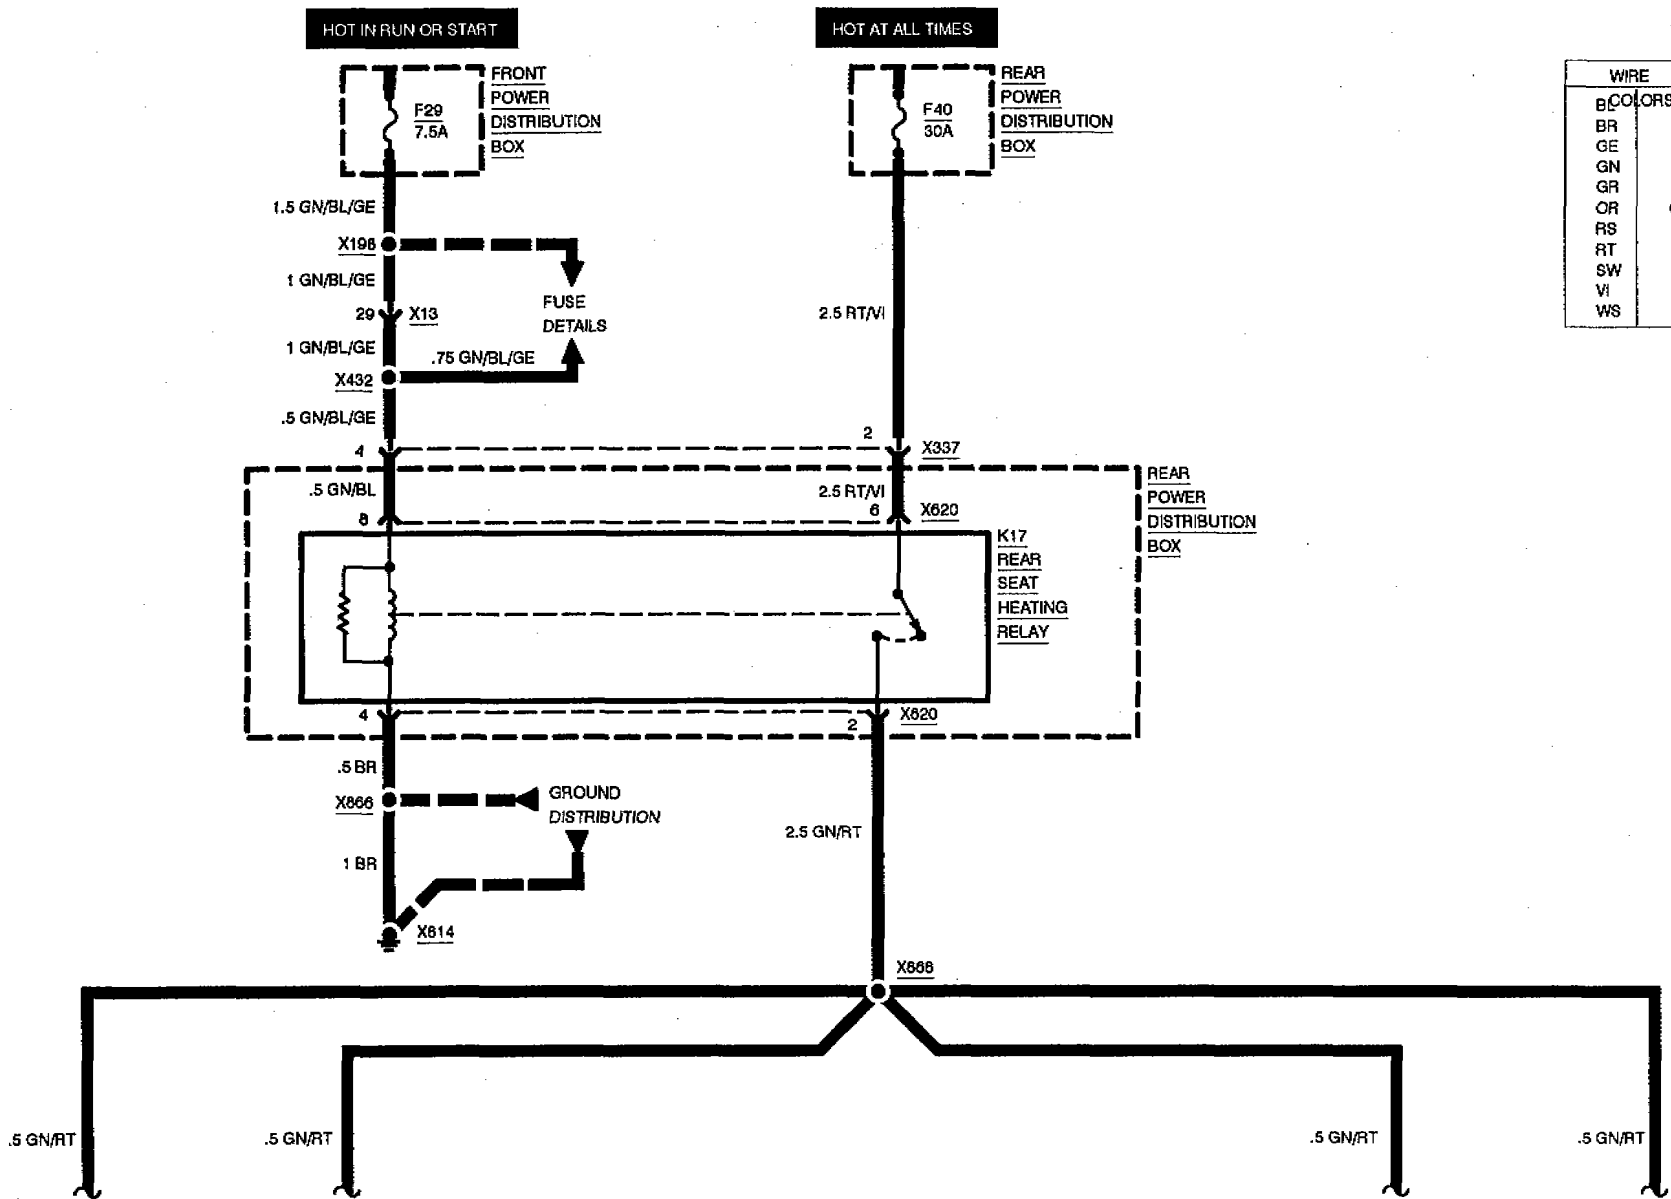 HOT IN RUN OR START
HOT AT ALL TIMES
FRONT
POWER
DISTRIBUTION
BOX
F29
7.5A
REAR
POWER
DISTRIBUTION
BOX
F40
30A
WIRE
COLORS
BL
BR
GE
GN
GR
OR
RS
RT
SW
VI
WS
1.5 GN/BL/GE
X198
1 GN/BL/GE
FUSE
DETAILS
29
X13
2.5 RT/VI
1 GN/BL/GE
.75 GN/BL/GE
X432
.5 GN/BL/GE
4
2
X337
.5 GN/BL
2.5 RT/VI
8
6
X620
REAR
POWER
DISTRIBUTION
BOX
K17
REAR
SEAT
HEATING
RELAY
4
2
X620
.5 BR
X866
GROUND
DISTRIBUTION
2.5 GN/RT
1 BR
X614
X868
.5 GN/RT
.5 GN/RT
.5 GN/RT
.5 GN/RT